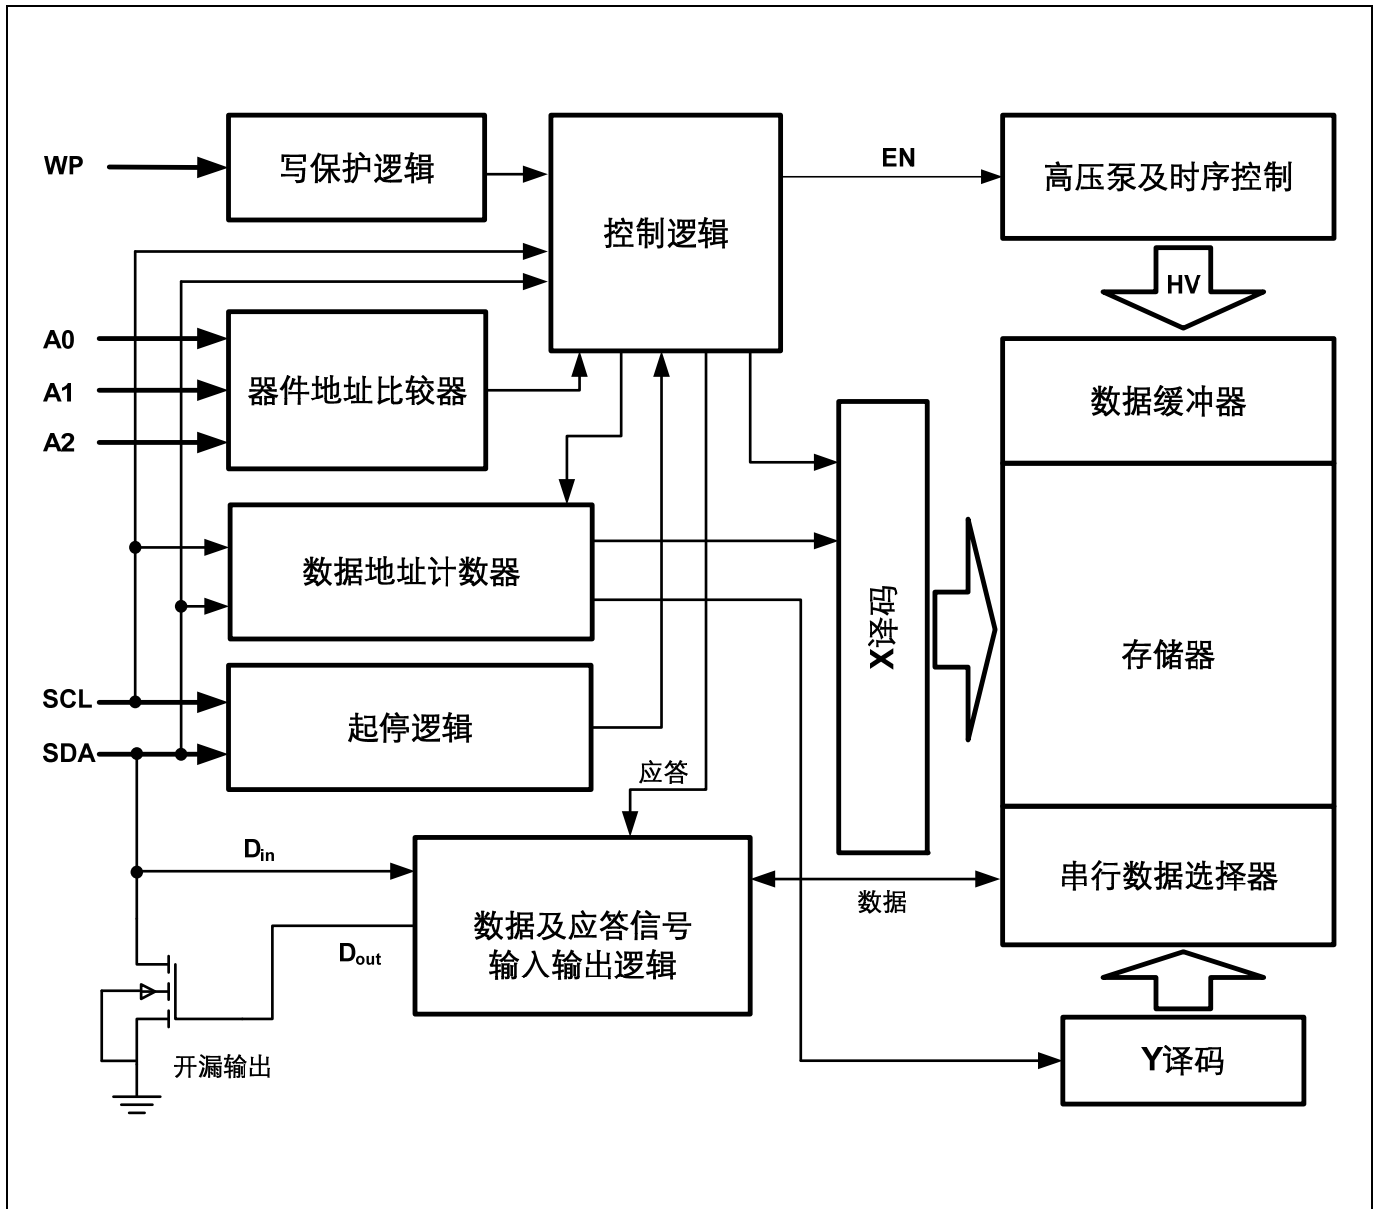 WP
写保护逻辑
控制逻辑
EN
高压泵及时序控制
HV
A0
A1
A2
器件地址比较器
数据缓冲器
数据地址计数器
X译码
存储器
SCL
SDA
起停逻辑
应答
Din
数据
串行数据选择器
Dout
数据及应答信号
输入输出逻辑
开漏输出
Y译码